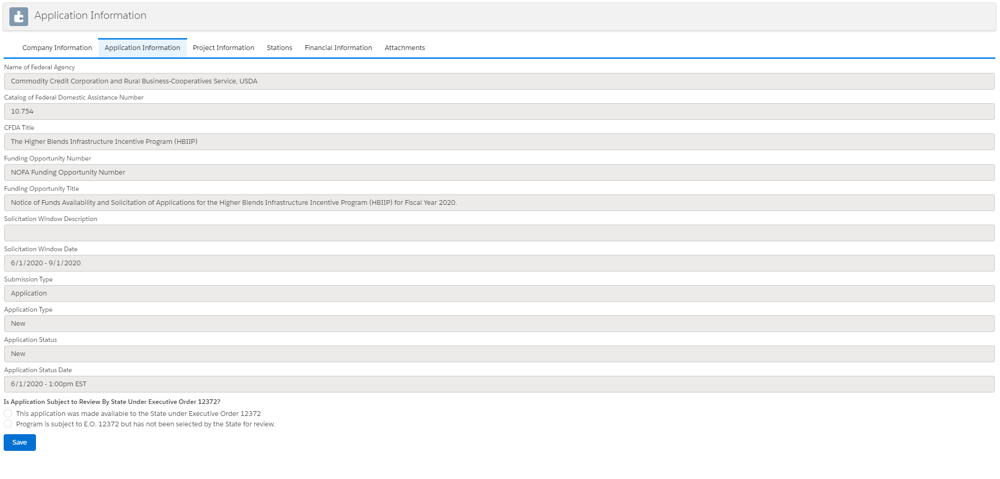 Application Information
Company Information Application Information Project Information Stations Financial Information Attachments
Name of Federal Agency
Commodity Credit Corporation and Rural Business-Cooperatives Service, USDA
Catalog of Federal Domestic Assistance Number
10.754
CFDA Title
The Higher Blends Infrastructure Incentive Program (HBIIP)
Funding Opportunity Number
NOFA Funding Opportunity Number
Funding Opportunity Title
Notice of Funds Availability and Solicitation of Applications for the Higher Blends Infrastructure Incentive Program (HBIIP) for Fiscal Year 2020.
Solicitation Window Description
Solicitation Window Date
6/1/2020 - 9/1/2020
Submission Type
Application
Application Type
New
Application Status
New
Application Status Date
6/1/2020 - 1:00pm EST
Is Application Subject to Review By State Under Executive Order 12372?
This application was made available to the State under Executive Order 12372
Program is subject to E.O. 12372 but has not been selected by the State for review.
Save